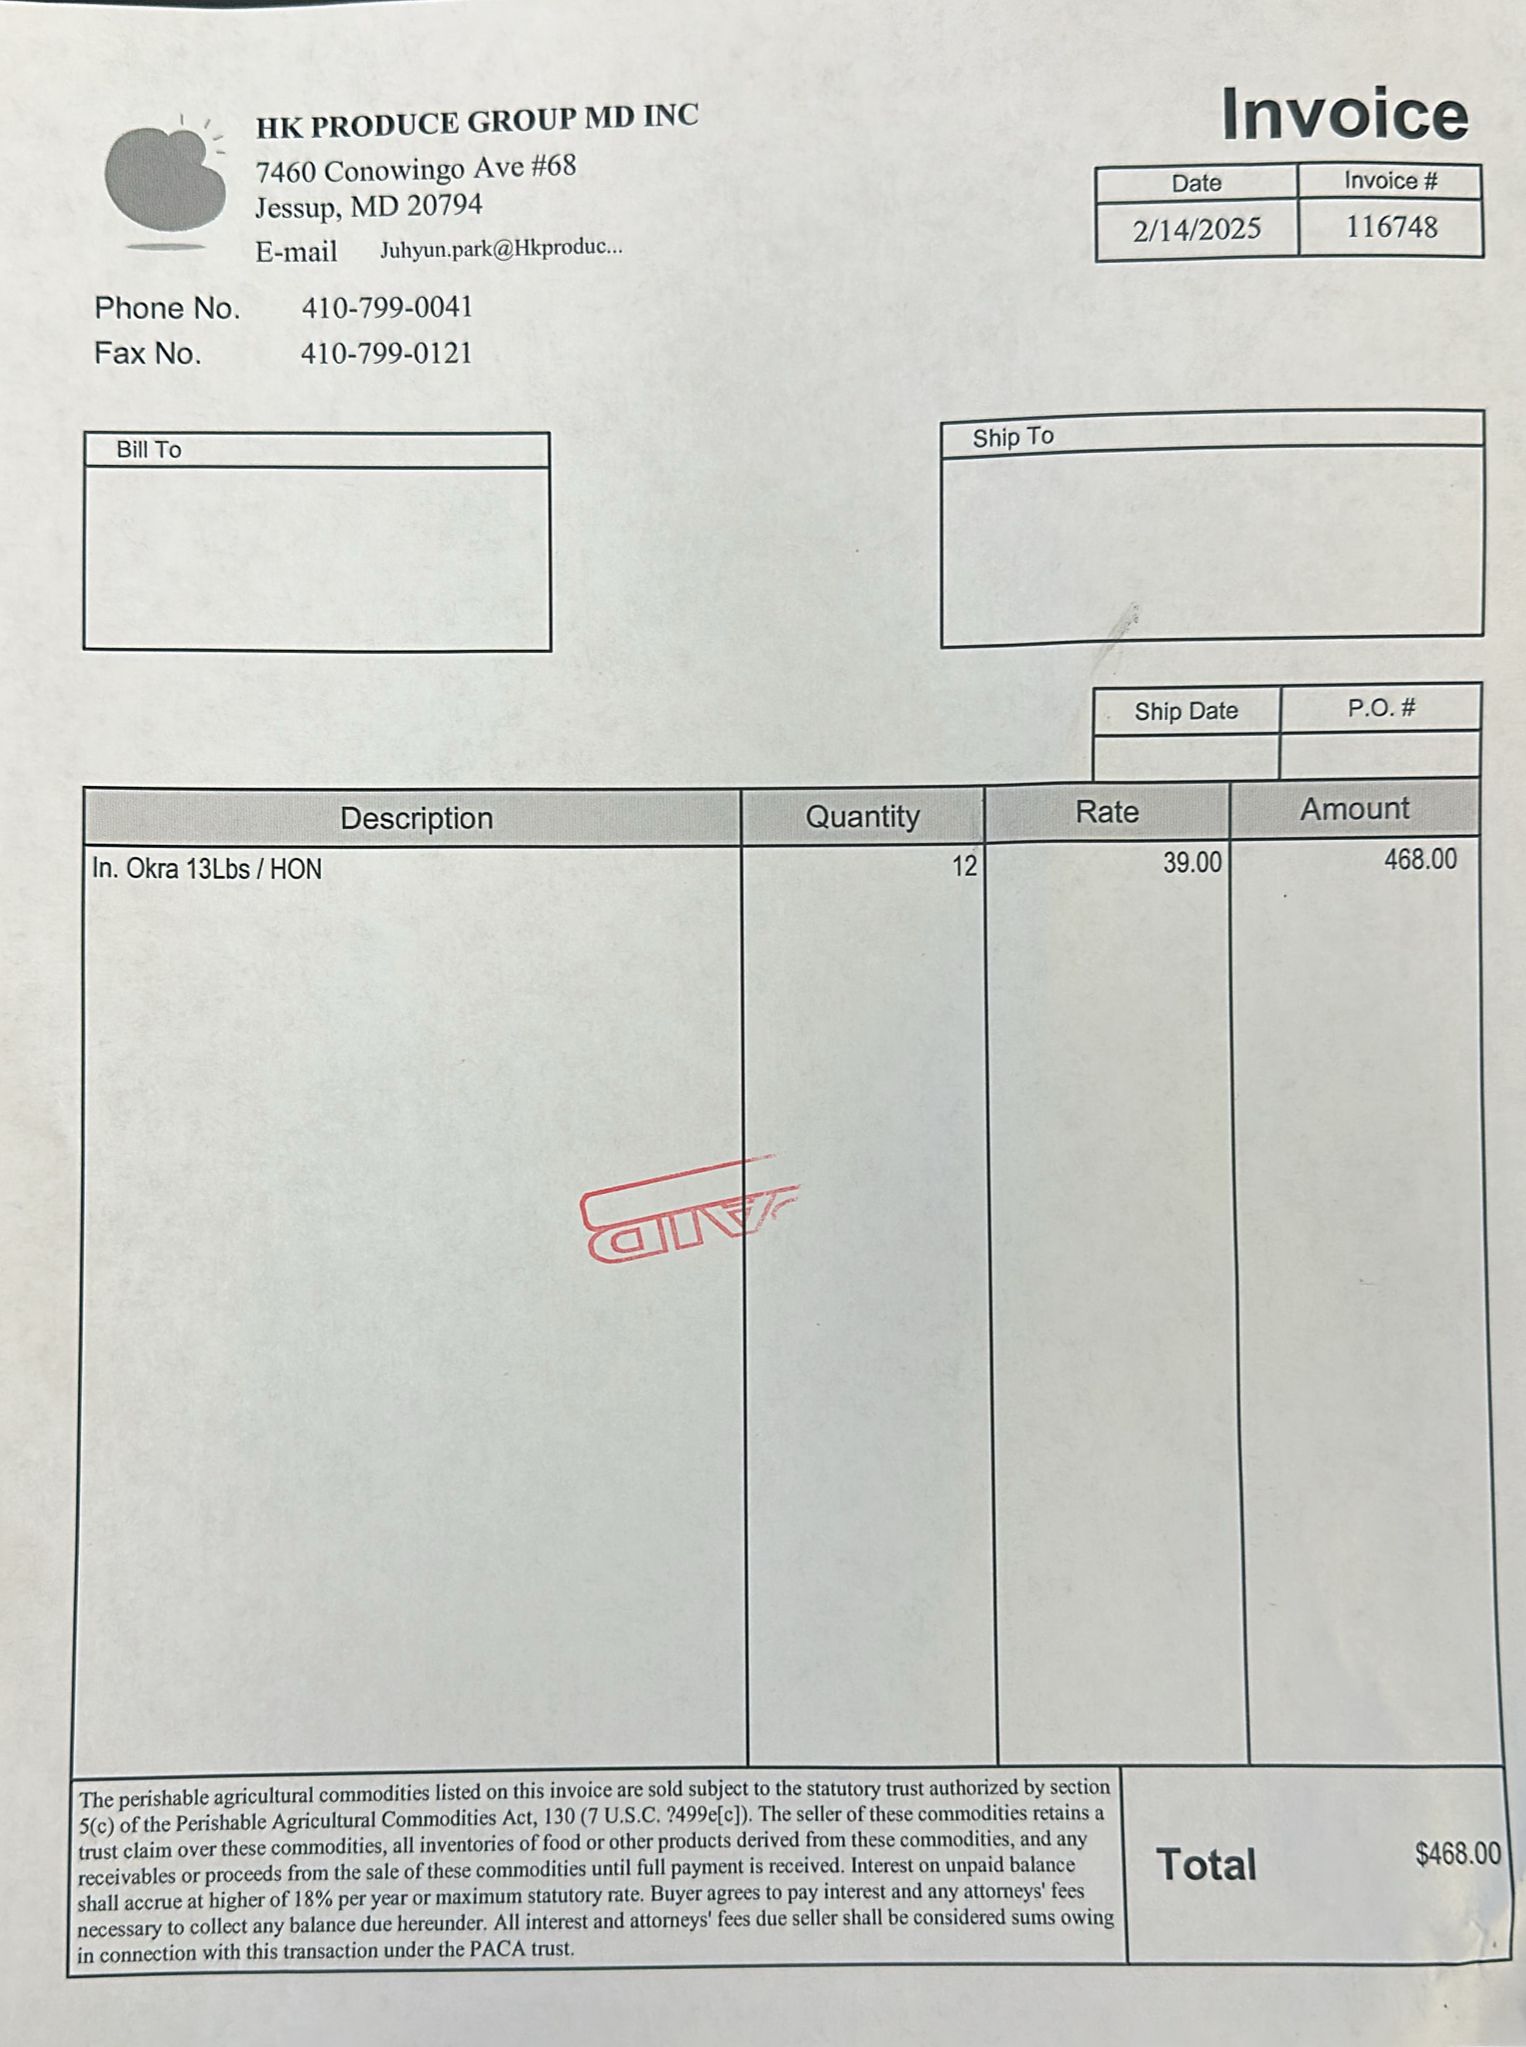 Invoice
HK PRODUCE GROUP MD INC
7460 Conowingo Ave #68
Jessup, MD 20794
E-mail Juhyun.park@Hkproduc...
Date Invoice #
2/14/2025 116748
Phone No. 410-799-0041
Fax No. 410-799-0121
Bill To
Ship To
Ship Date P.O. #
Description Quantity Rate Amount
In. Okra 13Lbs / HON 12 39.00 468.00
The perishable agricultural commodities listed on this invoice are sold subject to the statutory trust authorized by section
5(c) of the Perishable Agricultural Commodities Act, 130 (7 U.S.C. ?499e[c]). The seller of these commodities retains a
trust claim over these commodities, all inventories of food or other products derived from these commodities, and any
receivables or proceeds from the sale of these commodities until full payment is received. Interest on unpaid balance
shall accrue at higher of 18% per year or maximum statutory rate. Buyer agrees to pay interest and any attorneys' fees
necessary to collect any balance due hereunder. All interest and attorneys' fees due seller shall be considered sums owing
in connection with this transaction under the PACA trust.
Total $468.00